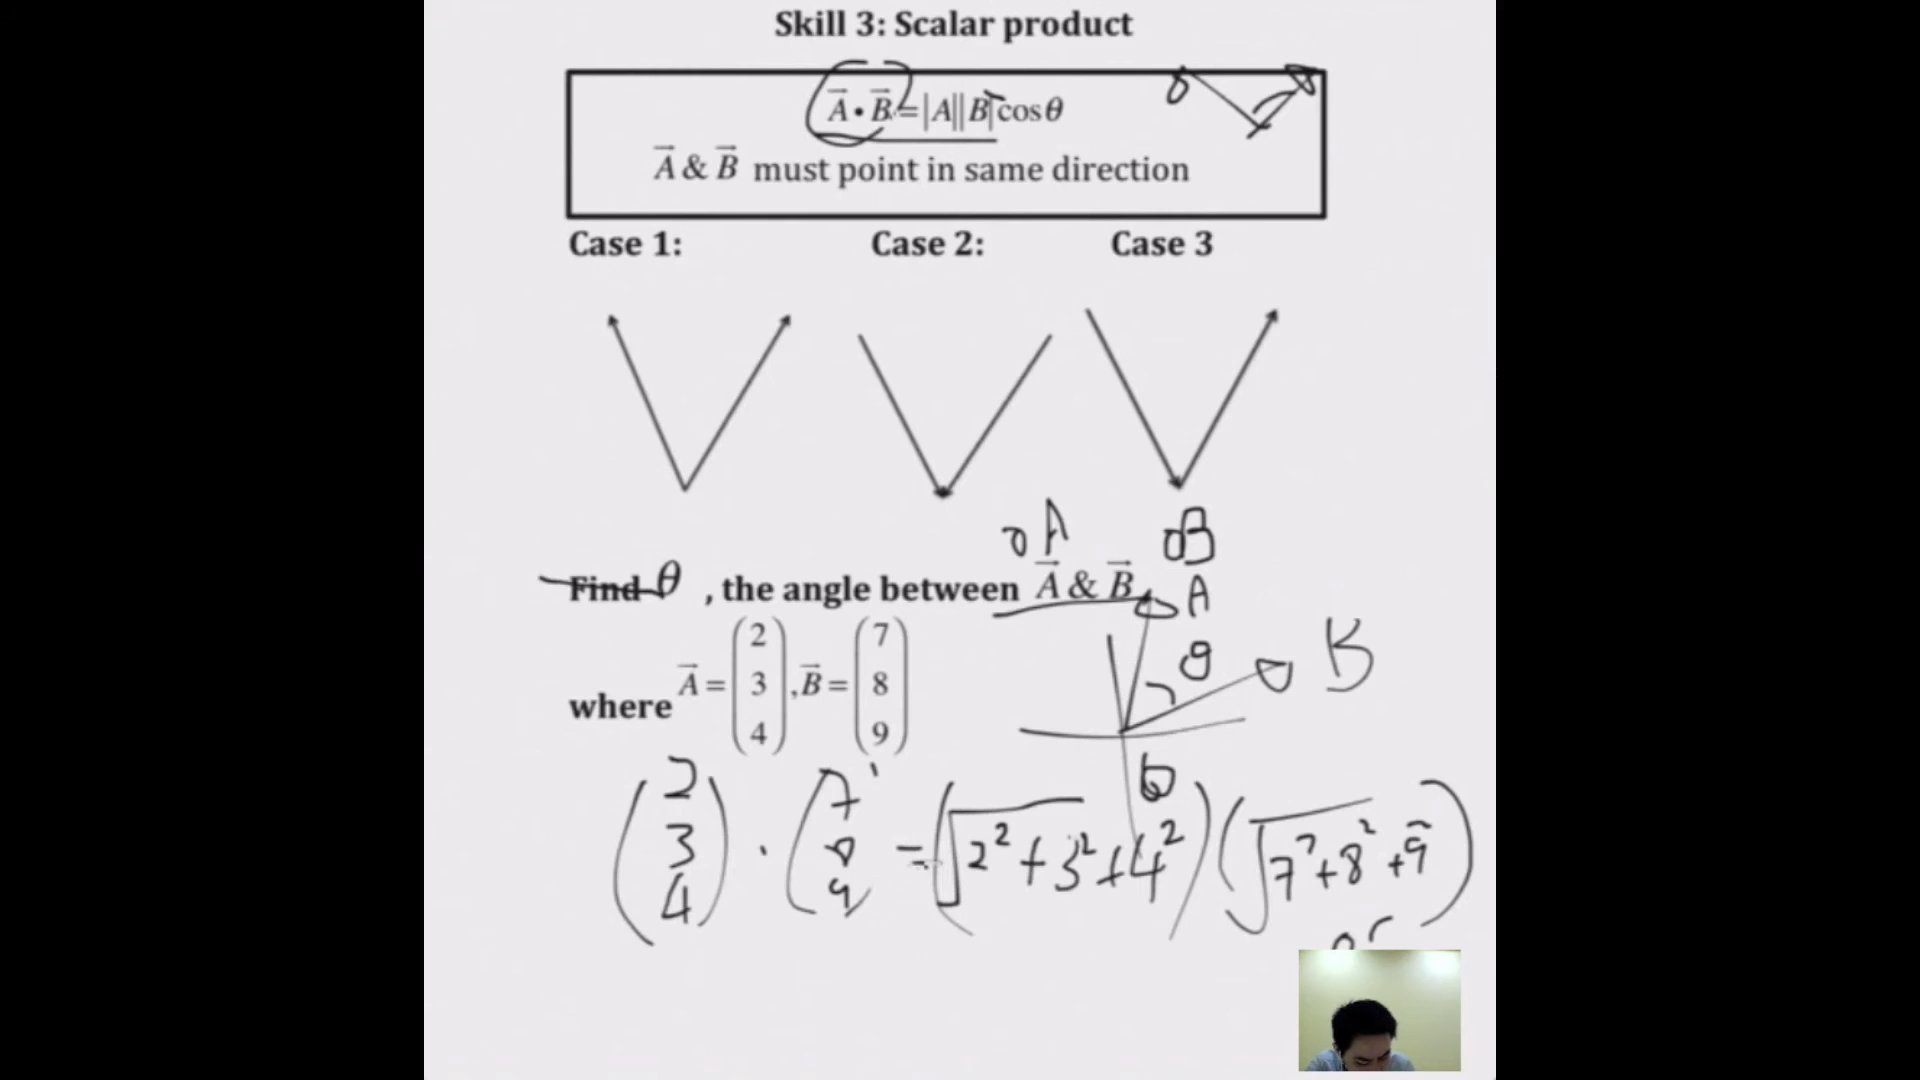 Skill 3: Scalar product
A • B = |A||B| cos θ
A & B must point in same direction
Case 1: Case 2: Case 3
OA OB
Find θ , the angle between A & B
A
θ B
where A = (2 3 4), B = (7 8 9)
(2 3 4) . (7 8 9) = (√2² + 3² + 4²) (√7² + 8² + 9²)